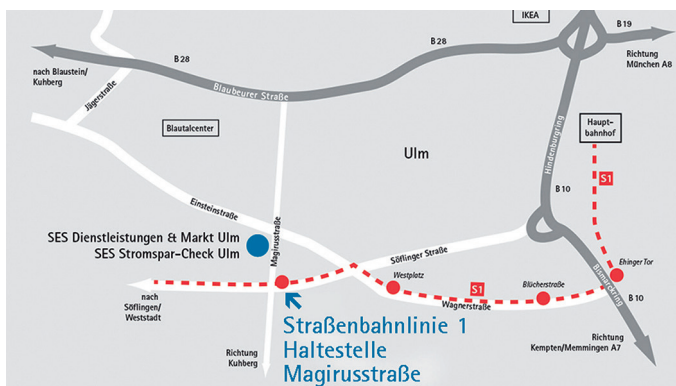 IKEA
B 19
B 28
B 28
nach Blaustein/
Kuhberg
Richtung
München A8
Blaubeurer Straße
Jägerstraße
Blautalcenter
Haupt-
bahnhof
Ulm
Hindenburgring
S1
B 10
Einsteinstraße
Magirusstraße
SES Dienstleistungen & Markt Ulm
SES Stromspar-Check Ulm
Söflinger Straße
Ehinger Tor
Westplatz
Blücherstraße
Bismarckring
S1
B 10
nach
Söflingen/
Weststadt
Wagnerstraße
Straßenbahnlinie 1
Haltestelle
Magirusstraße
Richtung
Kuhberg
Richtung
Kempten/Memmingen A7